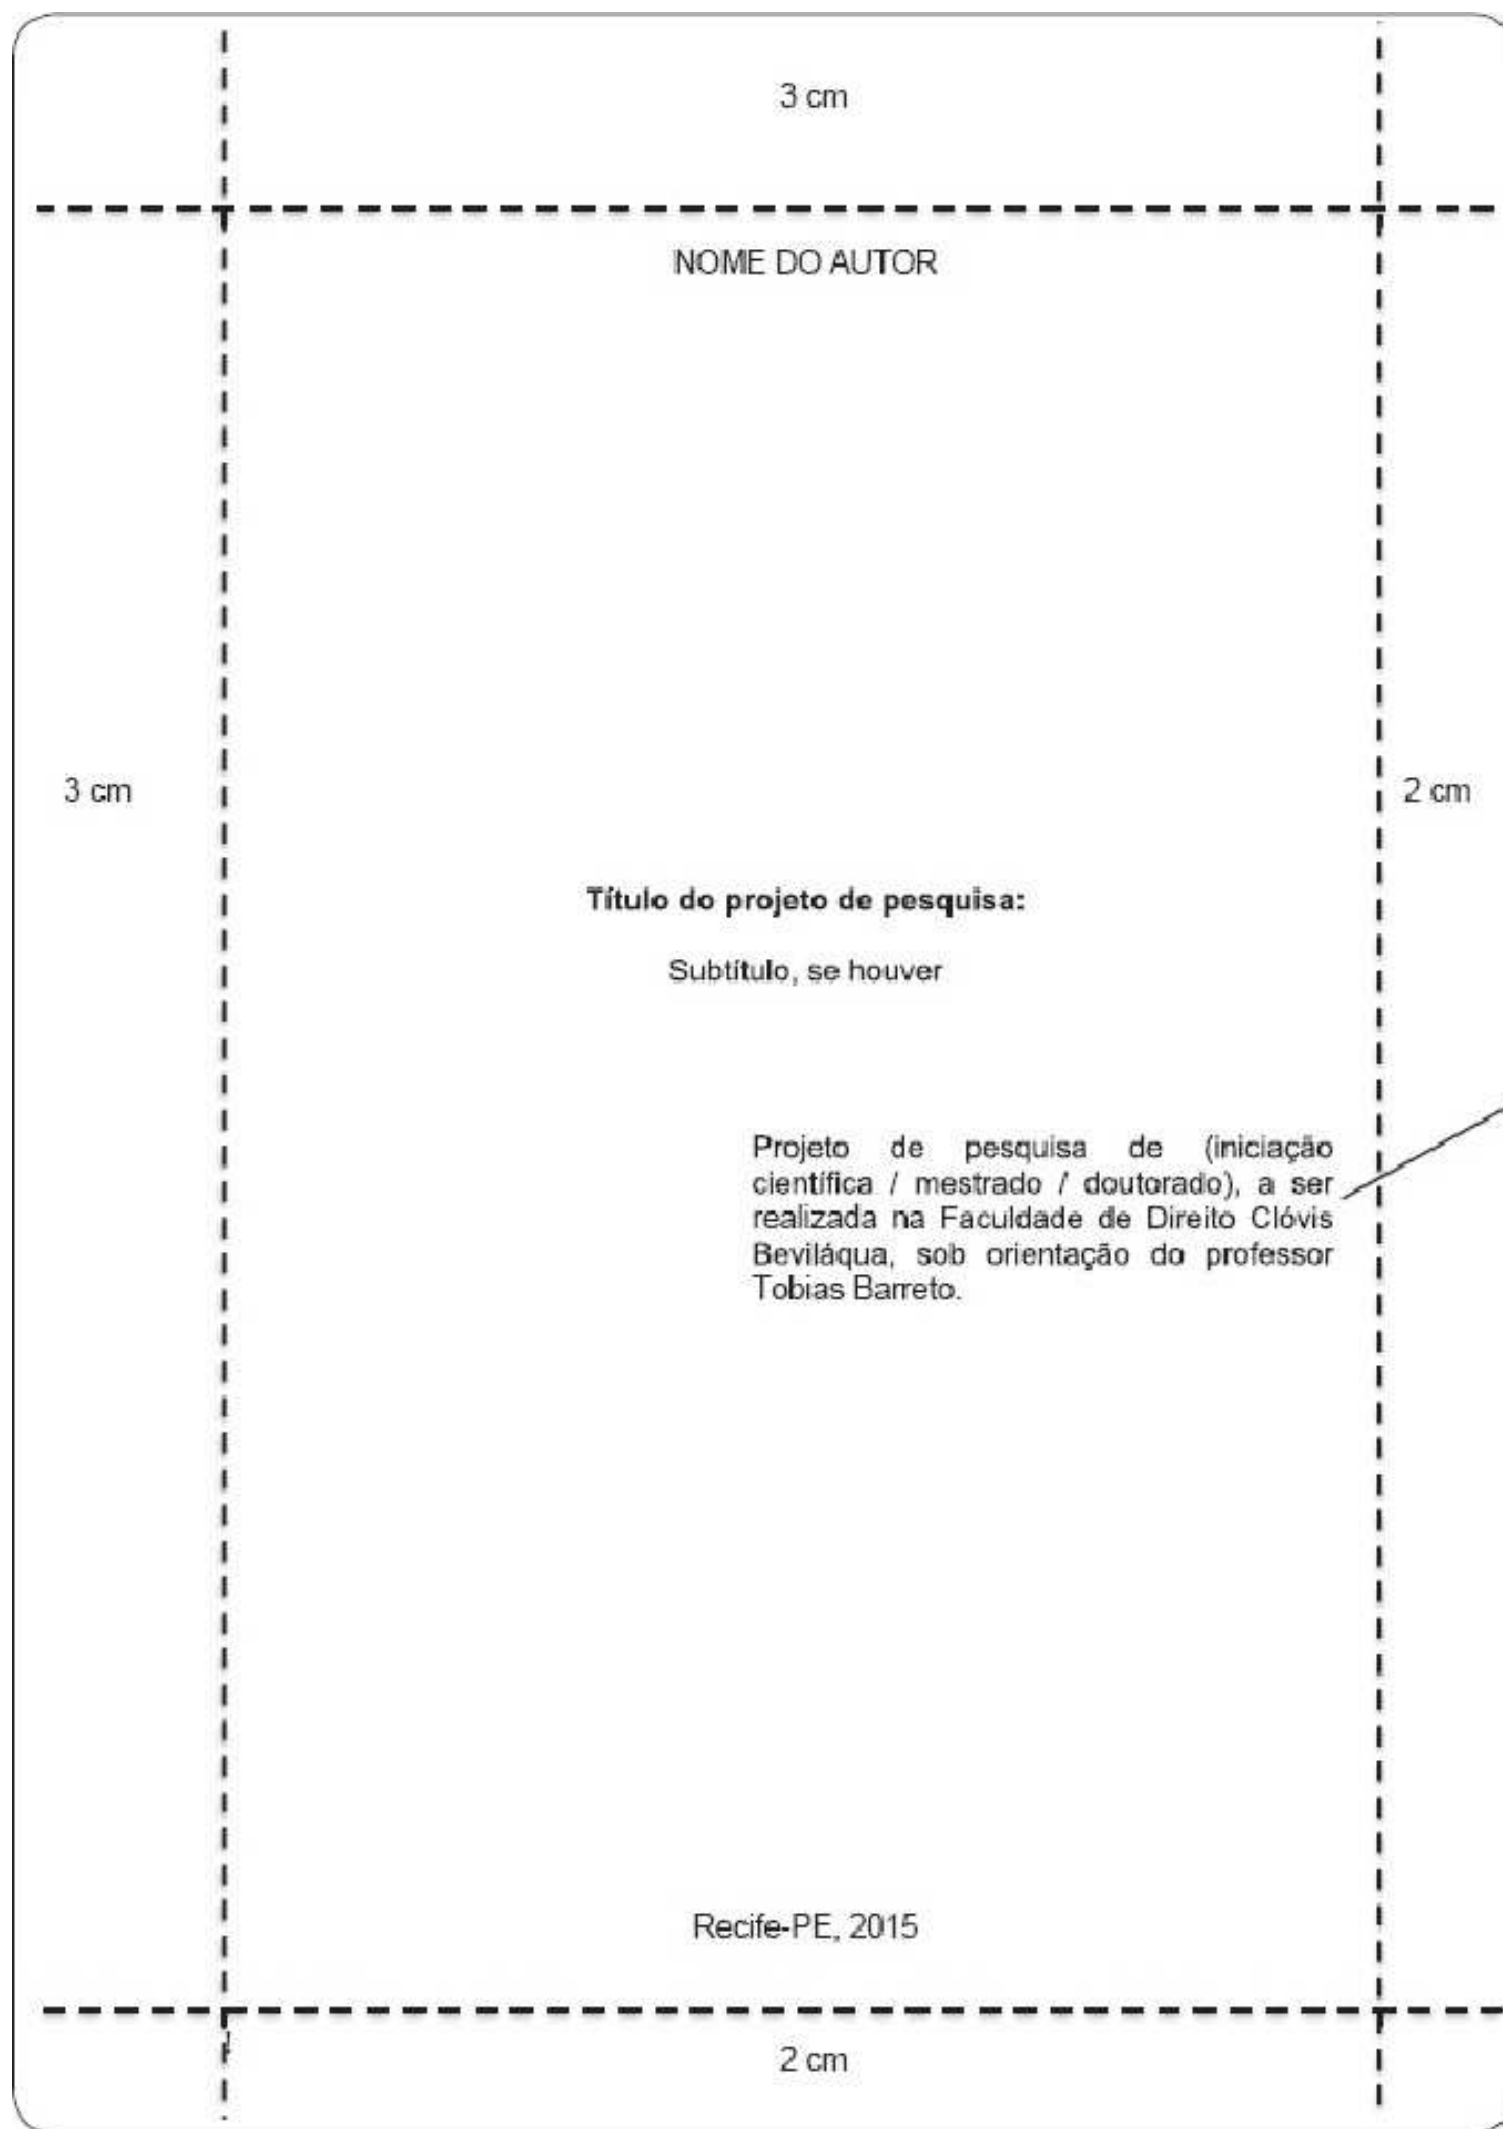 3 cm
NOME DO AUTOR
3 cm
2 cm
Título do projeto de pesquisa:
Subtítulo, se houver
Projeto de pesquisa de (iniciação
científica / mestrado / doutorado), a ser
realizada na Faculdade de Direito Clóvis
Beviláqua, sob orientação do professor
Tobias Barreto.
Recife-PE, 2015
2 cm